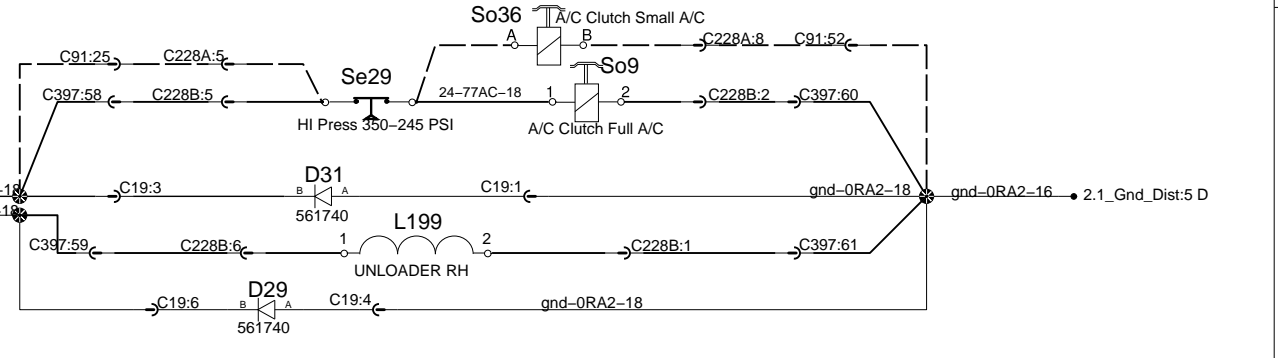 So36
A/C Clutch Small A/C
A
B
C228A:8
C91:52
C91:25
C228A:5
Se29
So9
C397:58
C228B:5
24-77AC-18
1
2
C228B:2
C397:60
HI Press 350-245 PSI
A/C Clutch Full A/C
D31
C19:3
B
A
C19:1
gnd-0RA2-18
gnd-0RA2-16
2.1_Gnd_Dist:5 D
561740
L199
C397:59
C228B:6
1
2
C228B:1
C397:61
UNLOADER RH
D29
C19:6
B
A
C19:4
gnd-0RA2-18
561740